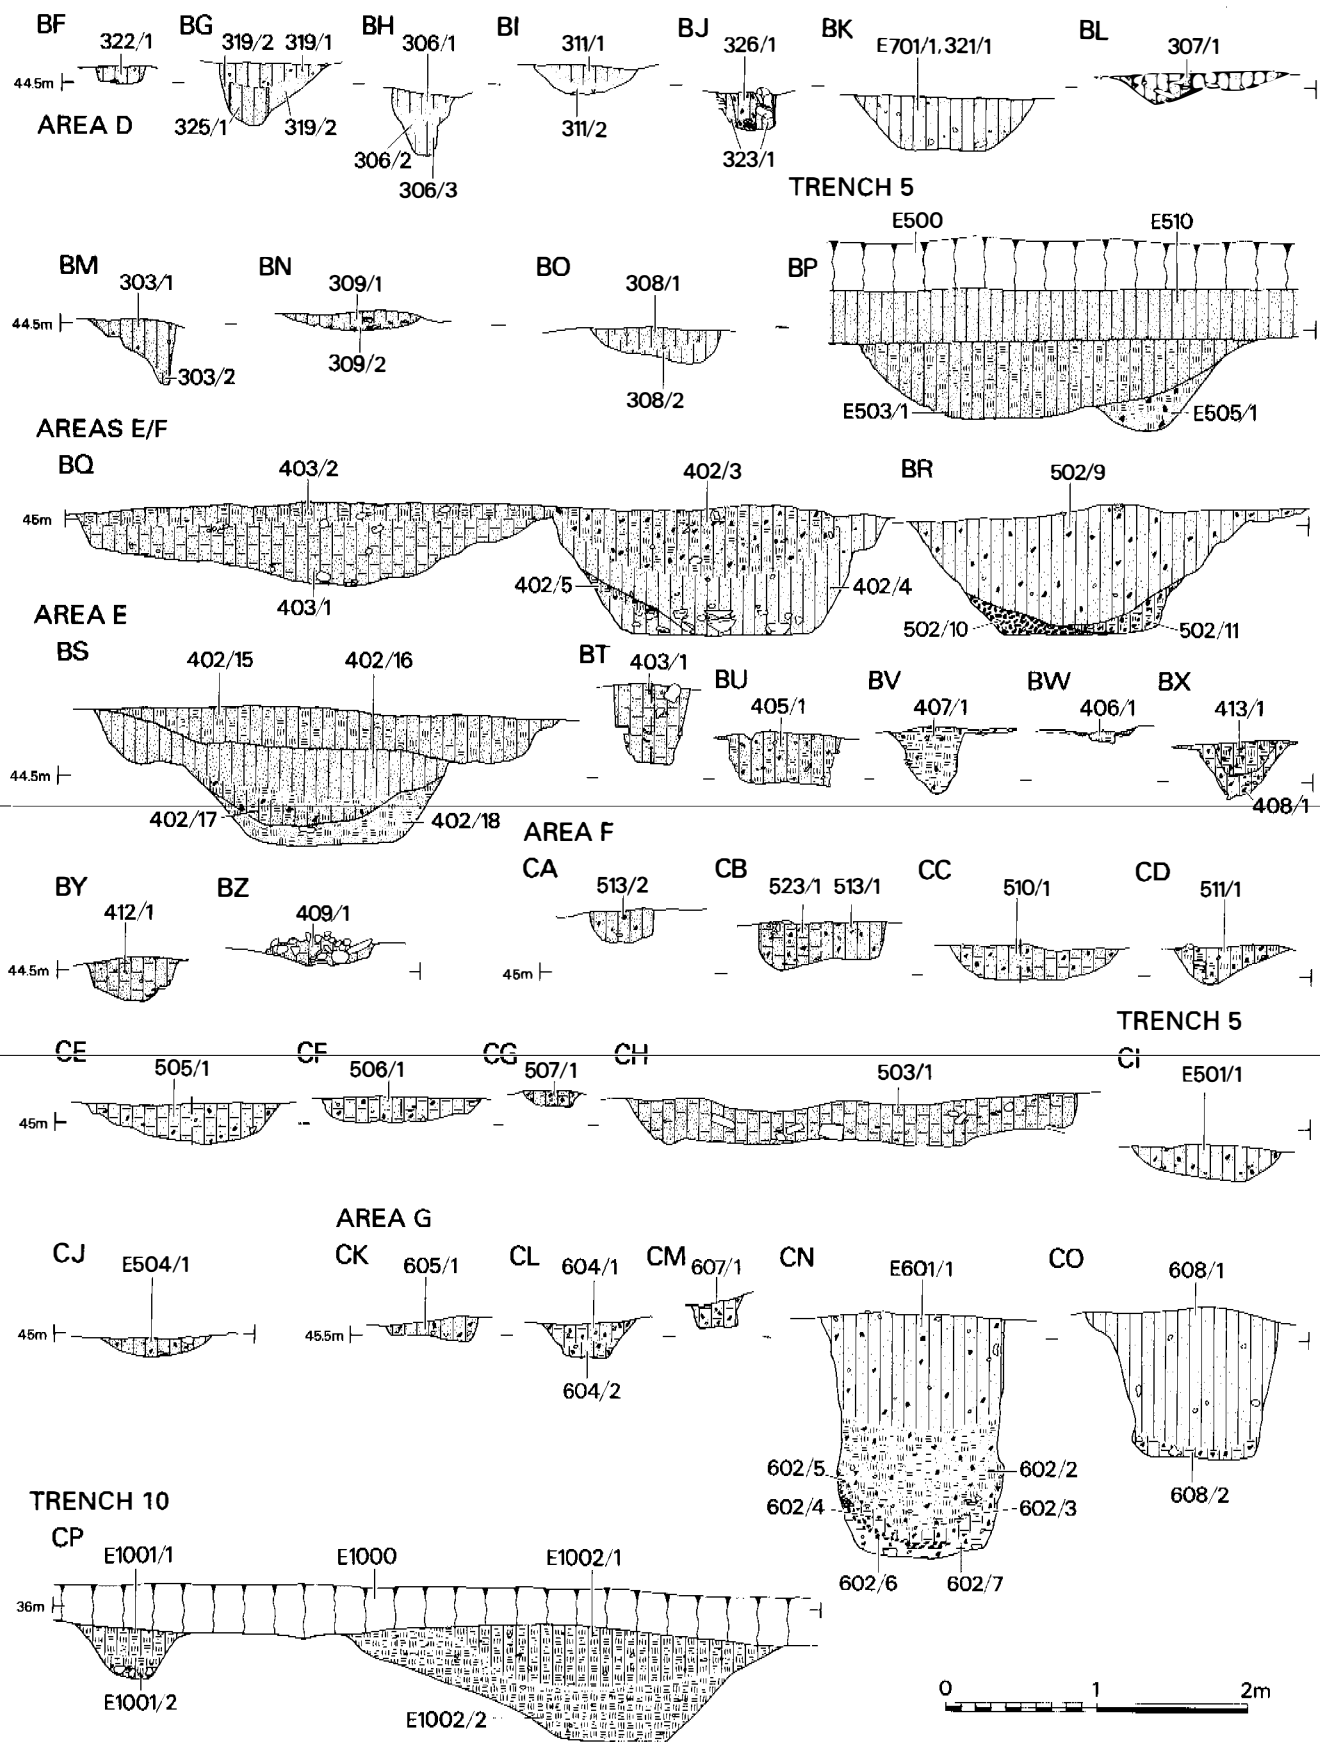 BF BG BH BI BJ BK BL
322/1 319/2 319/1 306/1 311/1 326/1 E701/1, 321/1 307/1
44.5m
AREA D
325/1 319/2 306/2 306/3 311/2 323/1
TRENCH 5
E500 E510
BM BN BO BP
303/1 309/1 308/1
44.5m
303/2 309/2 308/2 E503/1 E505/1
AREAS E/F
BQ BR
403/2 402/3 502/9
45m
403/1 402/5 402/4 502/10 502/11
AREA E
BS BT BU BV BW BX
402/15 402/16 403/1 405/1 407/1 406/1 413/1
44.5m
402/17 402/18 408/1
AREA F
BY BZ CA CB CC CD
412/1 409/1 513/2 523/1 513/1 510/1 511/1
44.5m 45m
TRENCH 5
CE CF CG CH CI
505/1 506/1 507/1 503/1 E501/1
45m
AREA G
CJ CK CL CM CN CO
E504/1 605/1 604/1 607/1 E601/1 608/1
45m 45.5m
604/2
602/5 602/2
602/4 602/3
608/2
602/6 602/7
TRENCH 10
CP
E1001/1 E1000 E1002/1
36m
E1001/2 E1002/2
0 1 2m